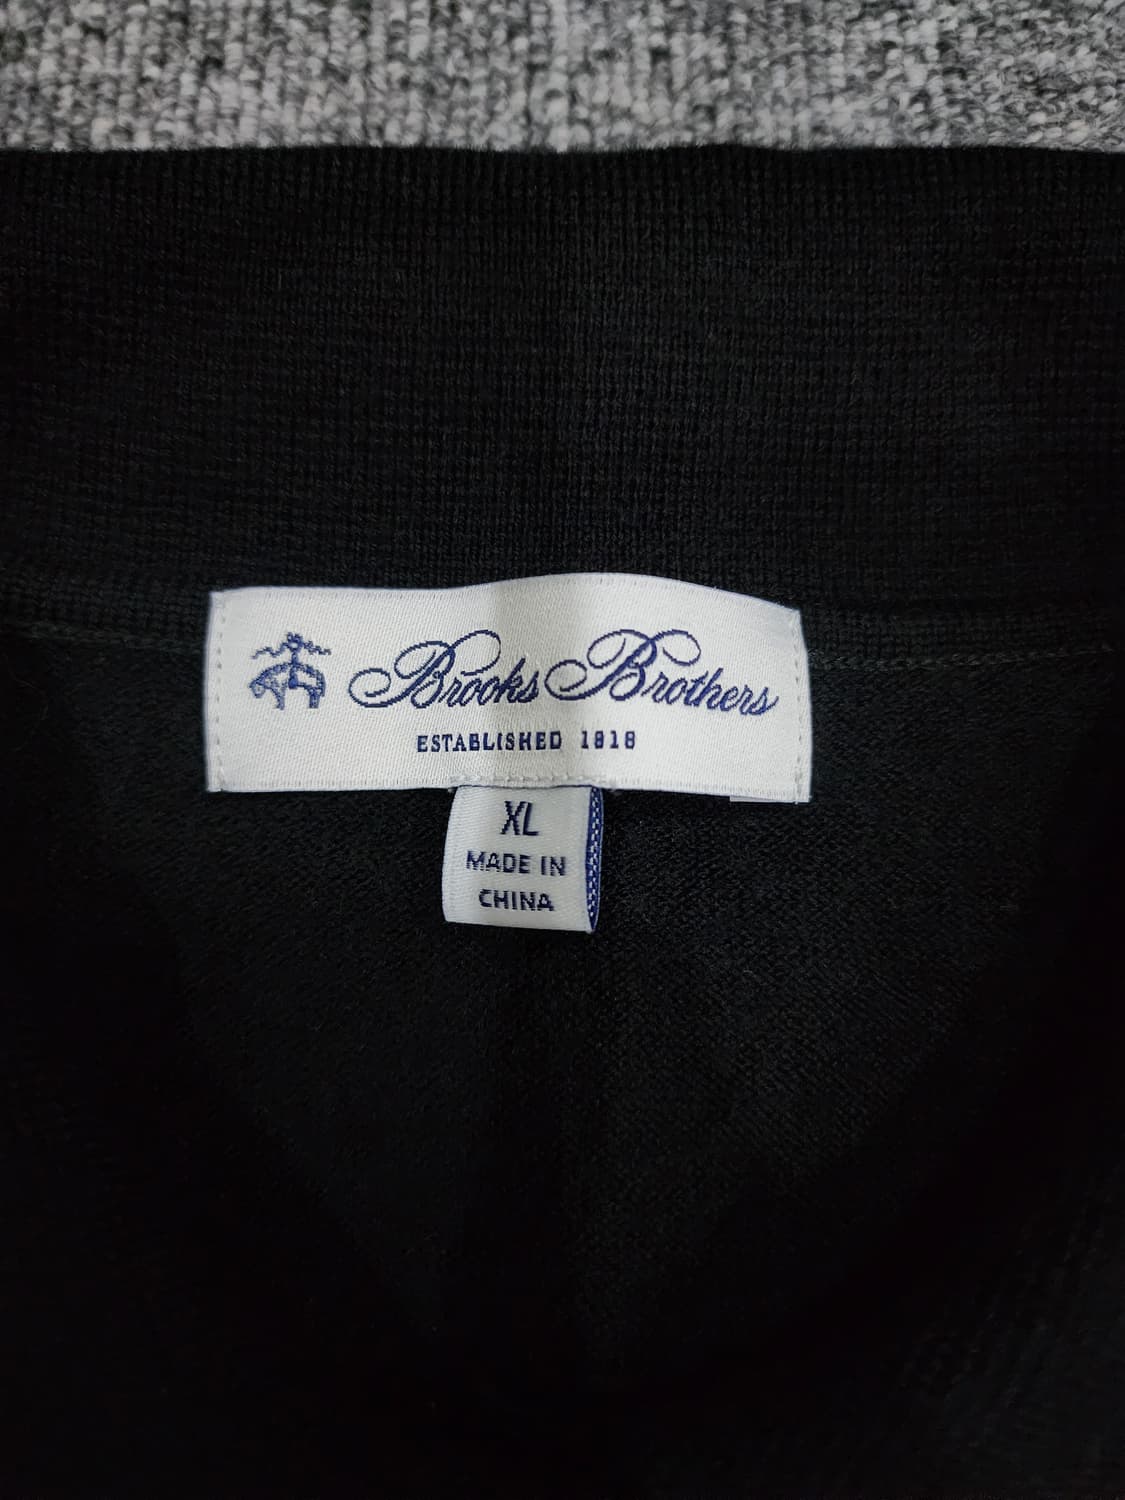 Brooks Brothers
ESTABLISHED 1818
XL
MADE IN
CHINA